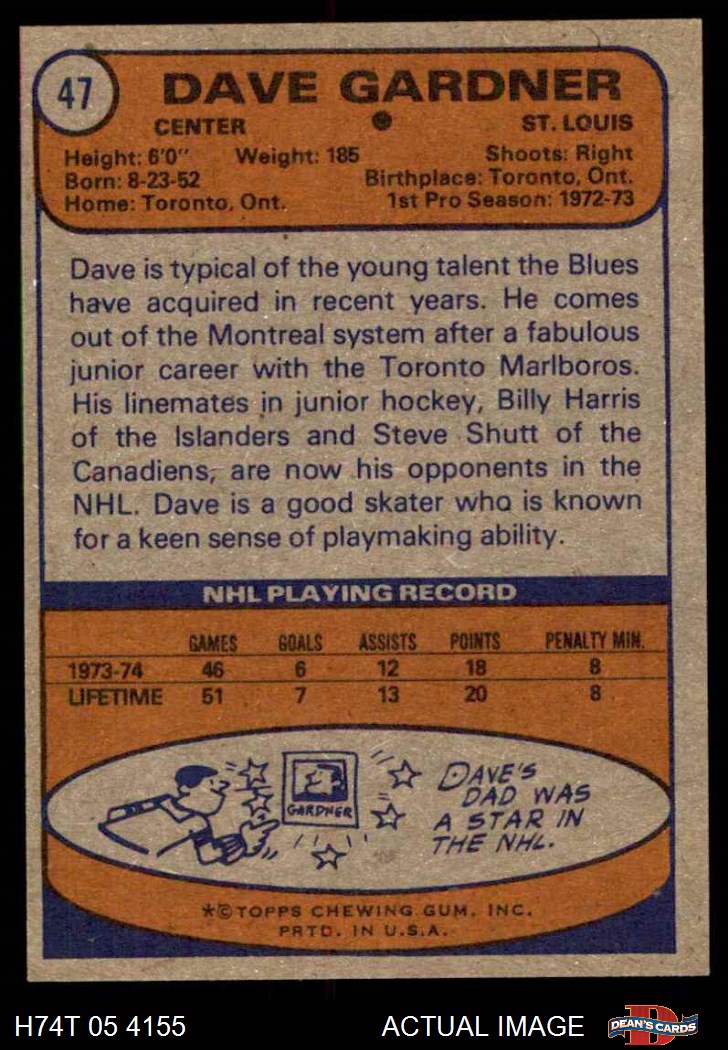 47
DAVE GARDNER
CENTER ST. LOUIS
Height: 6'0" Weight: 185 Shoots: Right
Born: 8-23-52 Birthplace: Toronto, Ont.
Home: Toronto, Ont. 1st Pro Season: 1972-73
Dave is typical of the young talent the Blues
have acquired in recent years. He comes
out of the Montreal system after a fabulous
junior career with the Toronto Marlboros.
His linemates in junior hockey, Billy Harris
of the Islanders and Steve Shutt of the
Canadiens, are now his opponents in the
NHL. Dave is a good skater who is known
for a keen sense of playmaking ability.
NHL PLAYING RECORD
GAMES GOALS ASSISTS POINTS PENALTY MIN.
1973-74 46 6 12 18 8
LIFETIME 51 7 13 20 8
GARDNER
DAVE'S
DAD WAS
A STAR IN
THE NHL.
*©TOPPS CHEWING GUM, INC.
PRTD. IN U.S.A.
H74T 05 4155 ACTUAL IMAGE
D
DEAN'S CARDS